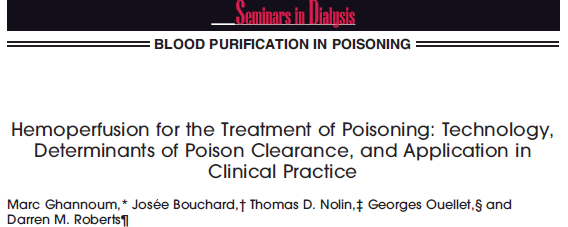 Seminars in Dialysis
BLOOD PURIFICATION IN POISONING
Hemoperfusion for the Treatment of Poisoning: Technology,
Determinants of Poison Clearance, and Application in
Clinical Practice
Marc Ghannoum,* Josée Bouchard,† Thomas D. Nolin,‡ Georges Ouellet,§ and
Darren M. Roberts¶